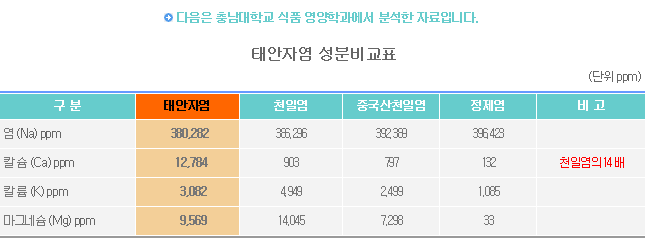 다음은 충남대학교 식품 영양학과에서 분석한 자료입니다.
태안자염 성분비교표
(단위 ppm)
구 분 태안자염 천일염 중국산천일염 정제염 비 고
염 (Na) ppm 380,282 386,296 392,389 396,423
칼슘 (Ca) ppm 12,784 903 797 132 천일염의 14배
칼륨 (K) ppm 3,082 4,949 2,499 1,085
마그네슘 (Mg) ppm 9,569 14,045 7,298 33